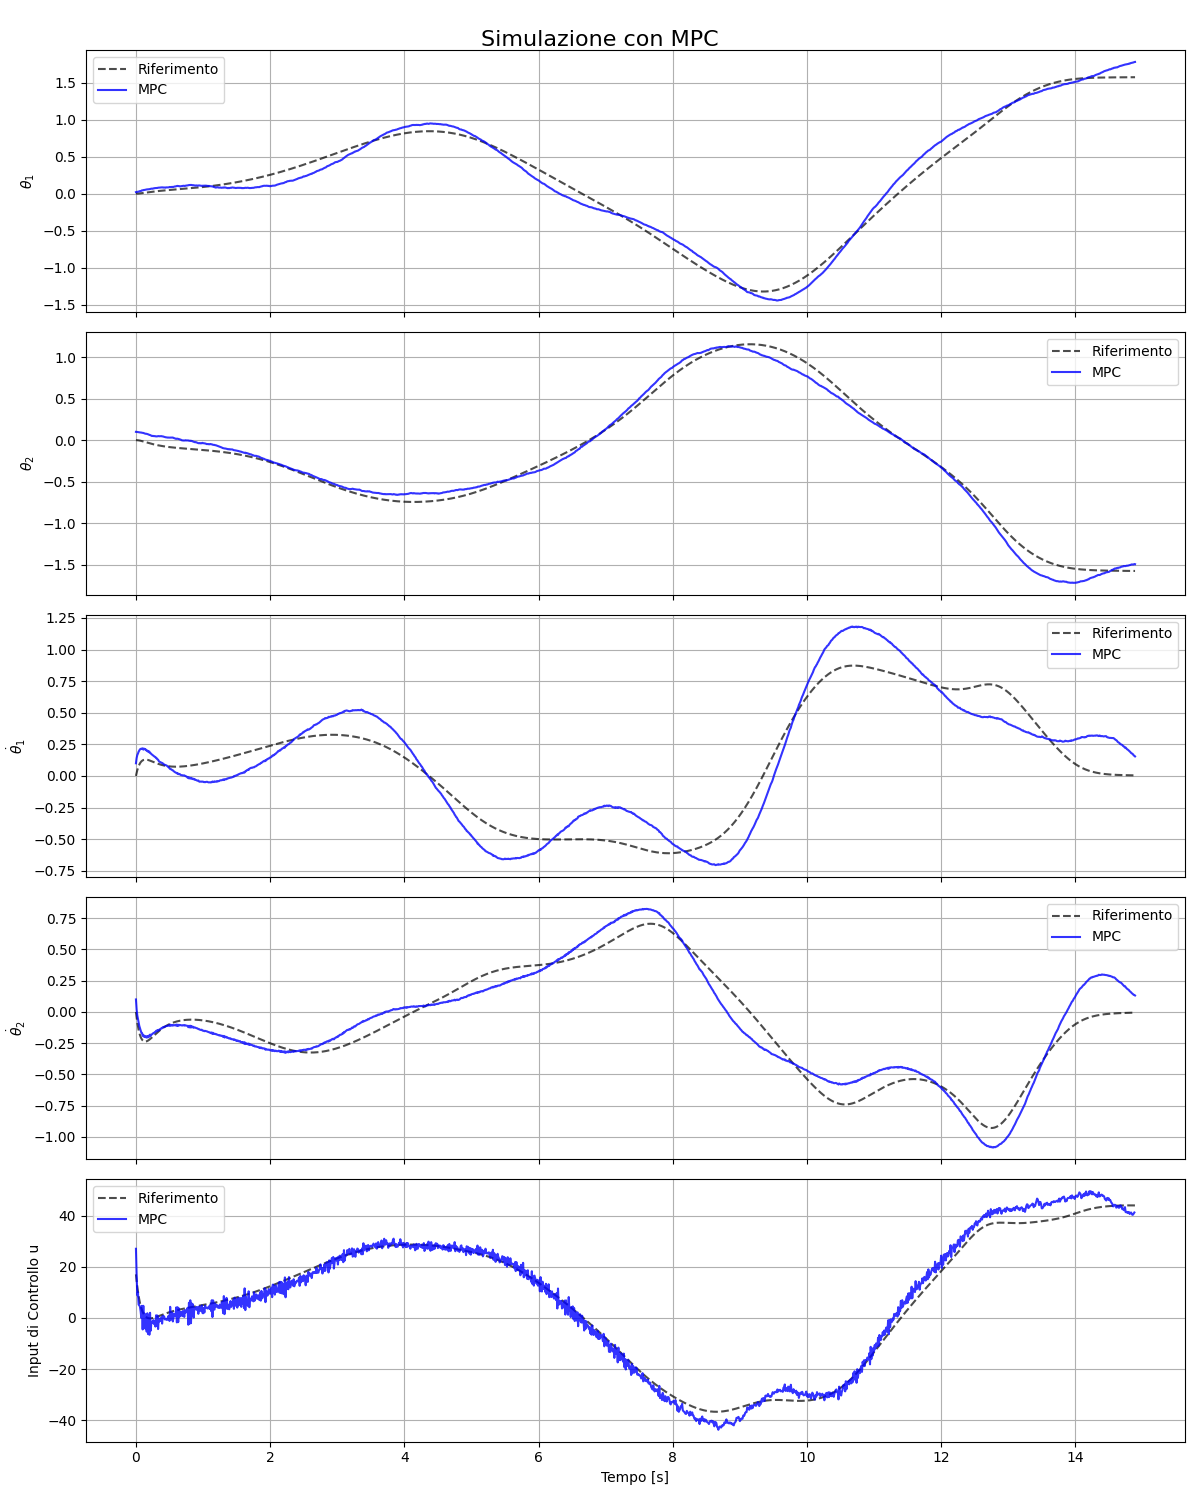 Simulazione con MPC
Riferimento
MPC
1.5
1.0
0.5
0.0
−0.5
−1.0
−1.5
θ₁
Riferimento
MPC
1.0
0.5
0.0
−0.5
−1.0
−1.5
θ₂
Riferimento
MPC
1.25
1.00
0.75
0.50
0.25
0.00
−0.25
−0.50
−0.75
θ̇₁
Riferimento
MPC
0.75
0.50
0.25
0.00
−0.25
−0.50
−0.75
−1.00
θ̇₂
Riferimento
MPC
40
20
0
−20
−40
Input di Controllo u
0 2 4 6 8 10 12 14
Tempo [s]